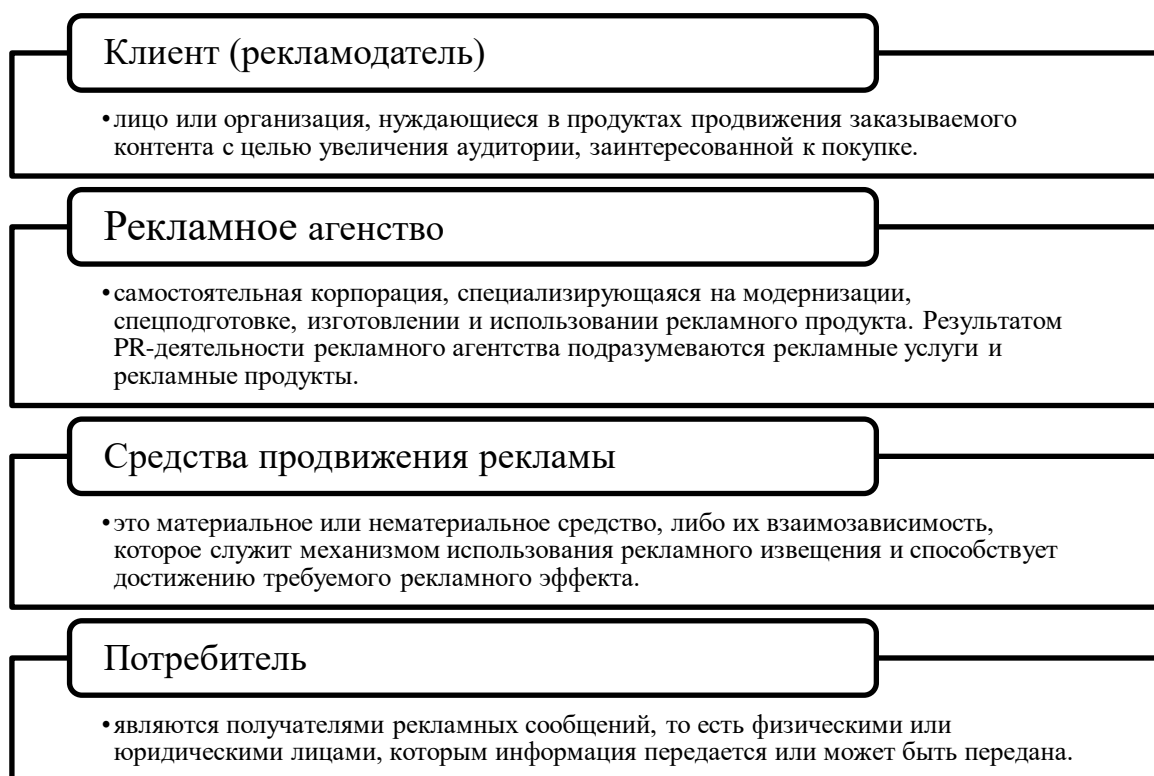 Клиент (рекламодатель)
•лицо или организация, нуждающиеся в продуктах продвижения заказываемого
контента с целью увеличения аудитории, заинтересованной к покупке.
Рекламное агенство
•самостоятельная корпорация, специализирующаяся на модернизации,
спецподготовке, изготовлении и использовании рекламного продукта. Результатом
PR-деятельности рекламного агентства подразумеваются рекламные услуги и
рекламные продукты.
Средства продвижения рекламы
•это материальное или нематериальное средство, либо их взаимозависимость,
которое служит механизмом использования рекламного извещения и способствует
достижению требуемого рекламного эффекта.
Потребитель
•являются получателями рекламных сообщений, то есть физическими или
юридическими лицами, которым информация передается или может быть передана.